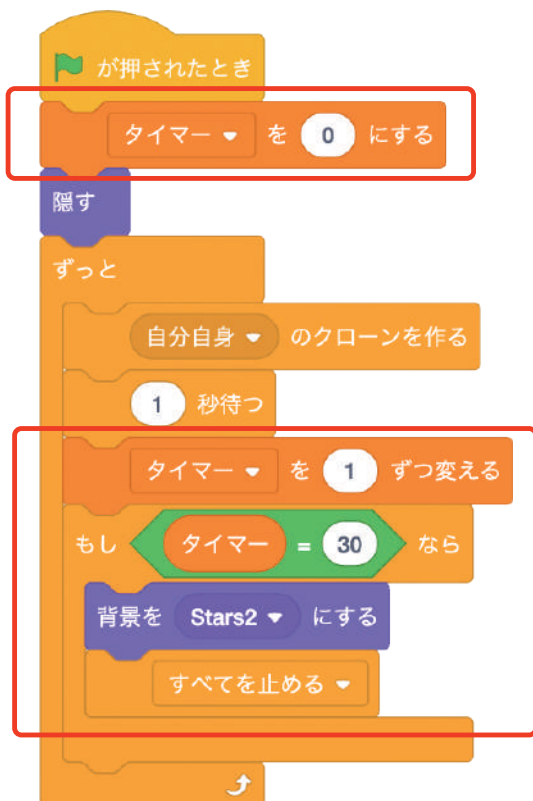 が押されたとき
タイマー を 0 にする
隠す
ずっと
自分自身 のクローンを作る
1 秒待つ
タイマー を 1 ずつ変える
もし タイマー = 30 なら
背景を Stars2 にする
すべてを止める